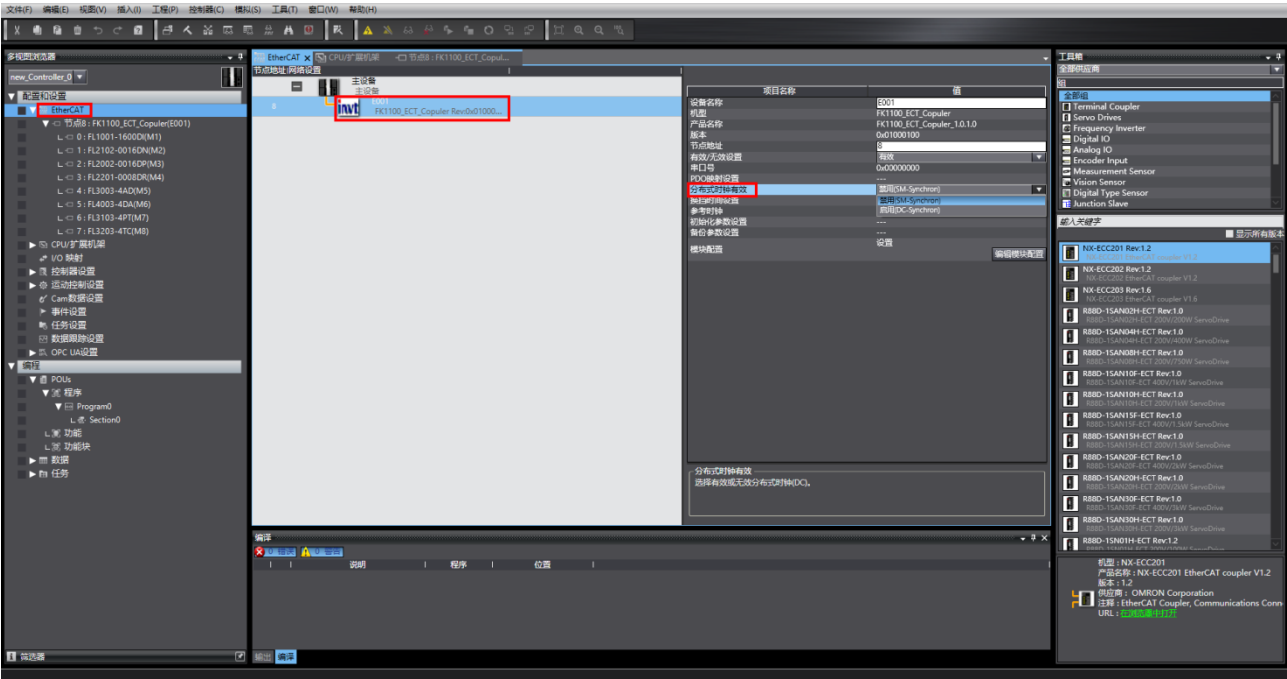 文件(F) 编辑(E) 视图(V) 插入(I) 工程(P) 控制器(C) 模拟(S) 工具(T) 窗口(W) 帮助(H)
多视图浏览器
new_Controller_0
配置和设置
EtherCAT
节点8 : FK1100_ECT_Copuler(E001)
0 : FL1001-1600DI(M1)
1 : FL2102-0016DN(M2)
2 : FL2002-0016DP(M3)
3 : FL2201-0008DR(M4)
4 : FL3003-4AD(M5)
5 : FL4003-4DA(M6)
6 : FL3103-4PT(M7)
7 : FL3203-4TC(M8)
CPU/扩展机架
I/O 映射
控制器设置
运动控制设置
Cam数据设置
事件设置
任务设置
数据跟踪设置
OPC UA设置
编程
POUs
程序
Program0
Section0
功能
功能块
数据
任务
筛选器
EtherCAT x CPU/扩展机架 节点8 : FK1100_ECT_Copul...
节点地址|网络设置
主设备
主设备
8
invt
E001
FK1100_ECT_Copuler Rev:0x01000...
项目名称 值
设备名称 E001
机型 FK1100_ECT_Copuler
产品名称 FK1100_ECT_Copuler_1.0.1.0
版本 0x01000100
节点地址 8
有效/无效设置 有效
串口号 0x00000000
PDO映射设置 ---
分布式时钟有效 禁用(SM-Synchron)
禁用(SM-Synchron)
启用(DC-Synchron)
参考时钟
初始化参数设置 ---
备份参数设置 ---
模块配置 设置
编辑模块配置
分布式时钟有效
选择有效或无效分布式时钟(DC)。
编译
0 错误 0 警告
说明 程序 位置
输出 编译
工具箱
全部供应商
组
全部组
Terminal Coupler
Servo Drives
Frequency Inverter
Digital IO
Analog IO
Encoder Input
Measurement Sensor
Vision Sensor
Digital Type Sensor
Junction Slave
输入关键字
显示所有版本
NX-ECC201 Rev:1.2
NX-ECC201 EtherCAT coupler V1.2
NX-ECC202 Rev:1.2
NX-ECC202 EtherCAT coupler V1.2
NX-ECC203 Rev:1.6
NX-ECC203 EtherCAT coupler V1.6
R88D-1SAN02H-ECT Rev:1.0
R88D-1SAN02H-ECT 200V/200W ServoDrive
R88D-1SAN04H-ECT Rev:1.0
R88D-1SAN04H-ECT 200V/400W ServoDrive
R88D-1SAN08H-ECT Rev:1.0
R88D-1SAN08H-ECT 200V/750W ServoDrive
R88D-1SAN10F-ECT Rev:1.0
R88D-1SAN10F-ECT 400V/1kW ServoDrive
R88D-1SAN10H-ECT Rev:1.0
R88D-1SAN10H-ECT 200V/1kW ServoDrive
R88D-1SAN15F-ECT Rev:1.0
R88D-1SAN15F-ECT 400V/1.5kW ServoDrive
R88D-1SAN15H-ECT Rev:1.0
R88D-1SAN15H-ECT 200V/1.5kW ServoDrive
R88D-1SAN20F-ECT Rev:1.0
R88D-1SAN20F-ECT 400V/2kW ServoDrive
R88D-1SAN20H-ECT Rev:1.0
R88D-1SAN20H-ECT 200V/2kW ServoDrive
R88D-1SAN30F-ECT Rev:1.0
R88D-1SAN30F-ECT 400V/3kW ServoDrive
R88D-1SAN30H-ECT Rev:1.0
R88D-1SAN30H-ECT 200V/3kW ServoDrive
R88D-1SN01H-ECT Rev:1.2
机型 : NX-ECC201
产品名称 : NX-ECC201 EtherCAT coupler V1.2
版本 : 1.2
供应商 : OMRON Corporation
注释 : EtherCAT Coupler, Communications Conn
URL : 在浏览器中打开